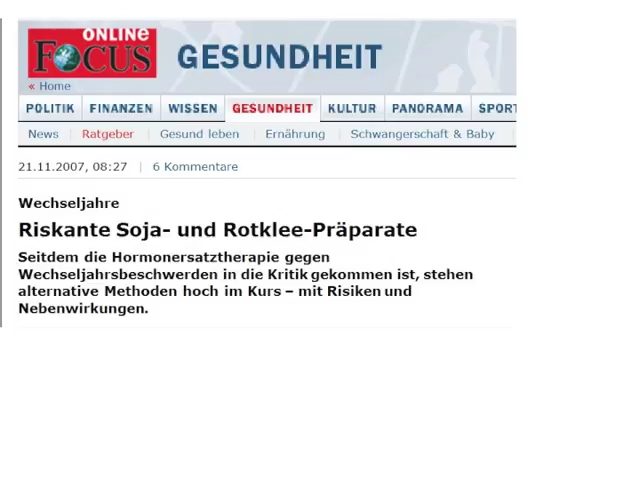 ONLINE
FOCUS
GESUNDHEIT
« Home
POLITIK FINANZEN WISSEN GESUNDHEIT KULTUR PANORAMA SPORT
News Ratgeber Gesund leben Ernährung Schwangerschaft & Baby
21.11.2007, 08:27 | 6 Kommentare
Wechseljahre
Riskante Soja- und Rotklee-Präparate
Seitdem die Hormonersatztherapie gegen
Wechseljahrsbeschwerden in die Kritik gekommen ist, stehen
alternative Methoden hoch im Kurs – mit Risiken und
Nebenwirkungen.